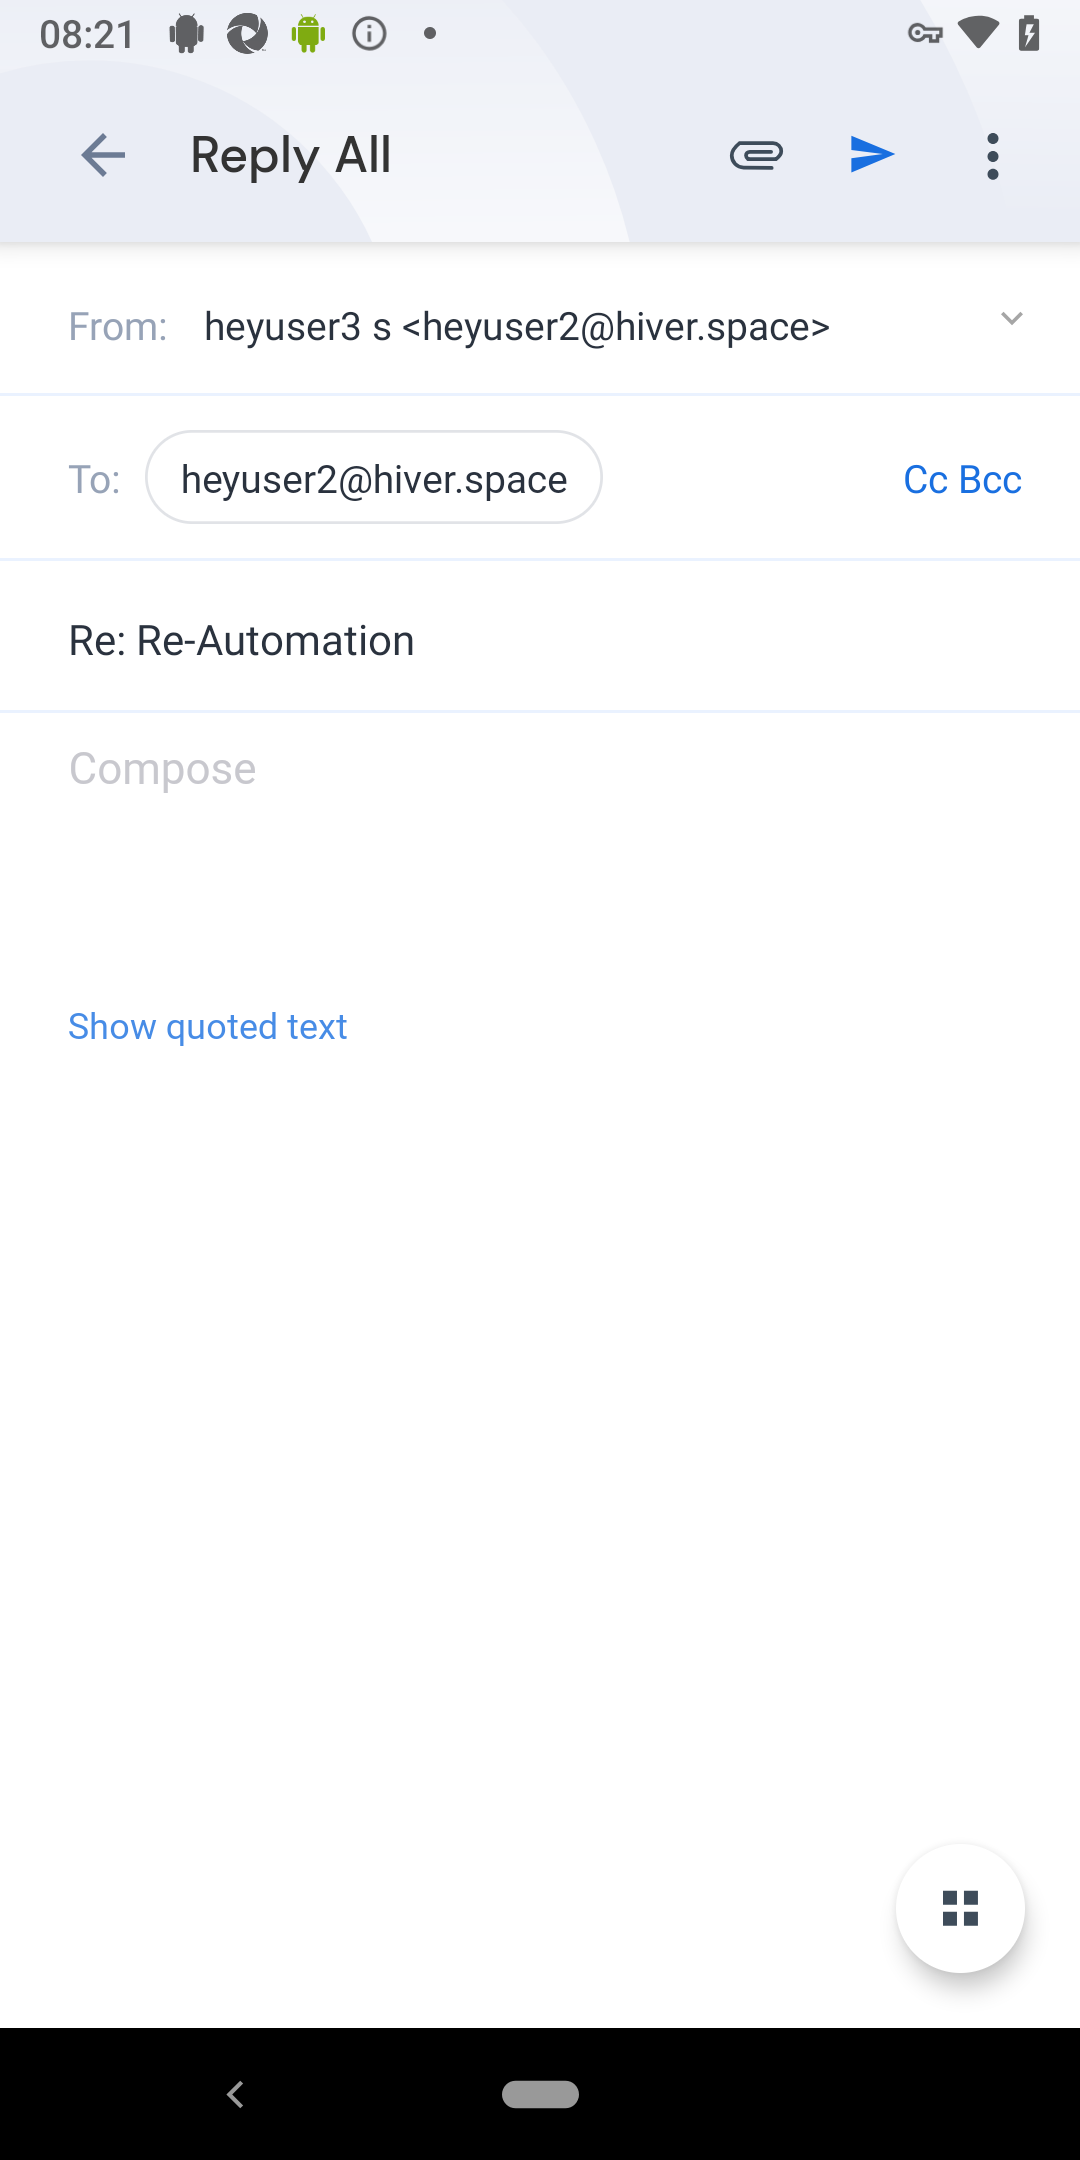 08:21
Reply All
From: heyuser3 s <heyuser2@hiver.space>
To: heyuser2@hiver.space Cc Bcc
Re: Re-Automation
Compose
Show quoted text